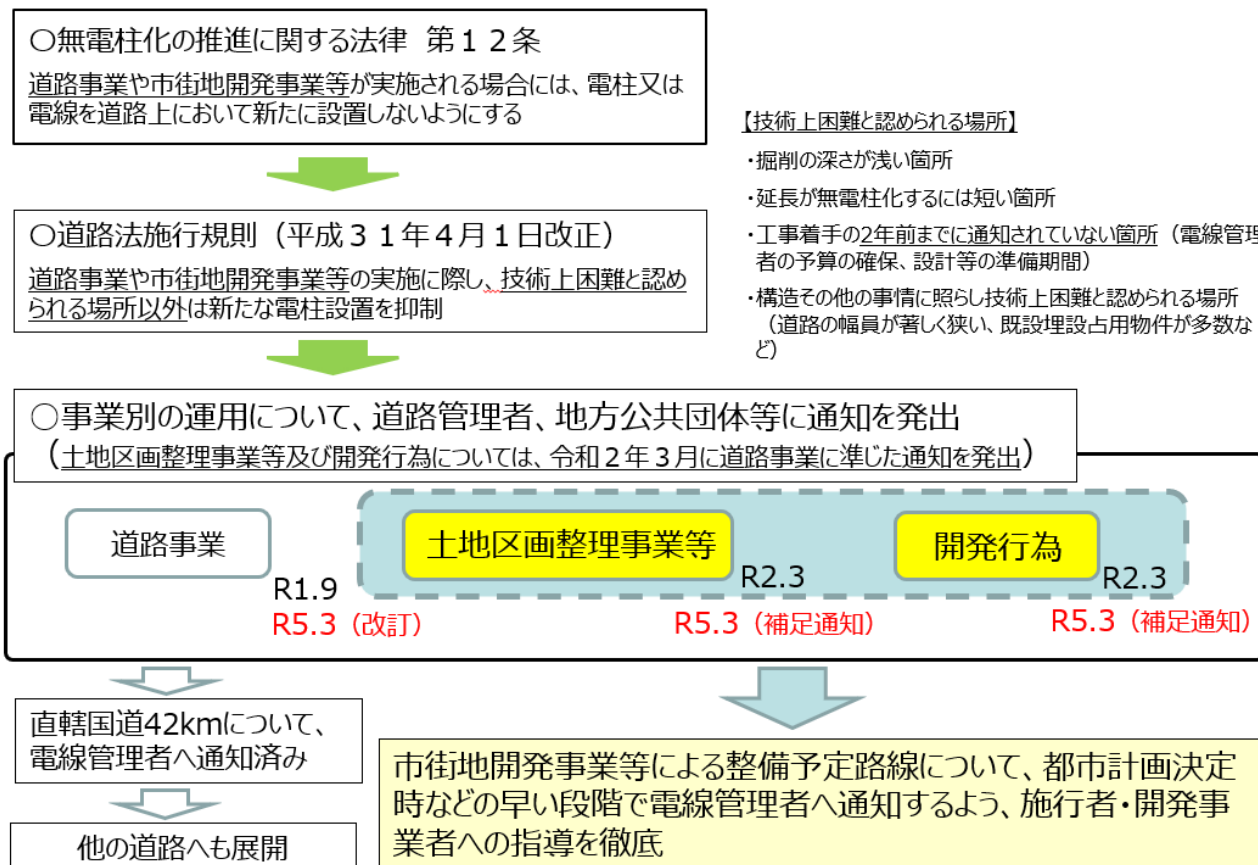 ○無電柱化の推進に関する法律 第12条
道路事業や市街地開発事業等が実施される場合には、電柱又は
電線を道路上において新たに設置しないようにする
○道路法施行規則（平成31年4月1日改正）
道路事業や市街地開発事業等の実施に際し、技術上困難と認め
られる場所以外は新たな電柱設置を抑制
【技術上困難と認められる場所】
・掘削の深さが浅い箇所
・延長が無電柱化するには短い箇所
・工事着手の2年前までに通知されていない箇所（電線管理
者の予算の確保、設計等の準備期間）
・構造その他の事情に照らし技術上困難と認められる場所
（道路の幅員が著しく狭い、既設埋設占用物件が多数な
ど）
○事業別の運用について、道路管理者、地方公共団体等に通知を発出
（土地区画整理事業等及び開発行為については、令和2年3月に道路事業に準じた通知を発出）
道路事業
R1.9
R5.3（改訂）
土地区画整理事業等
R2.3
R5.3（補足通知）
開発行為
R2.3
R5.3（補足通知）
直轄国道42kmについて、
電線管理者へ通知済み
他の道路へも展開
市街地開発事業等による整備予定路線について、都市計画決定
時などの早い段階で電線管理者へ通知するよう、施行者・開発事
業者への指導を徹底